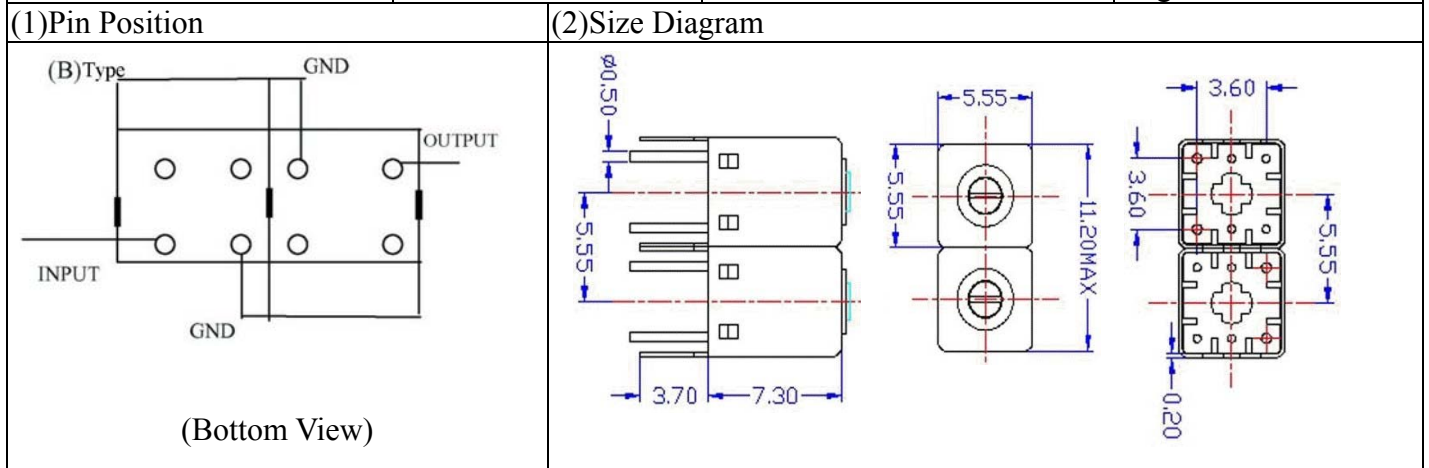 (1)Pin Position
(2)Size Diagram
(B)Type
GND
OUTPUT
INPUT
GND
(Bottom View)
ø0.50
5.55
3.70
7.30
5.55
5.55
11.20MAX
3.60
3.60
5.55
0.20